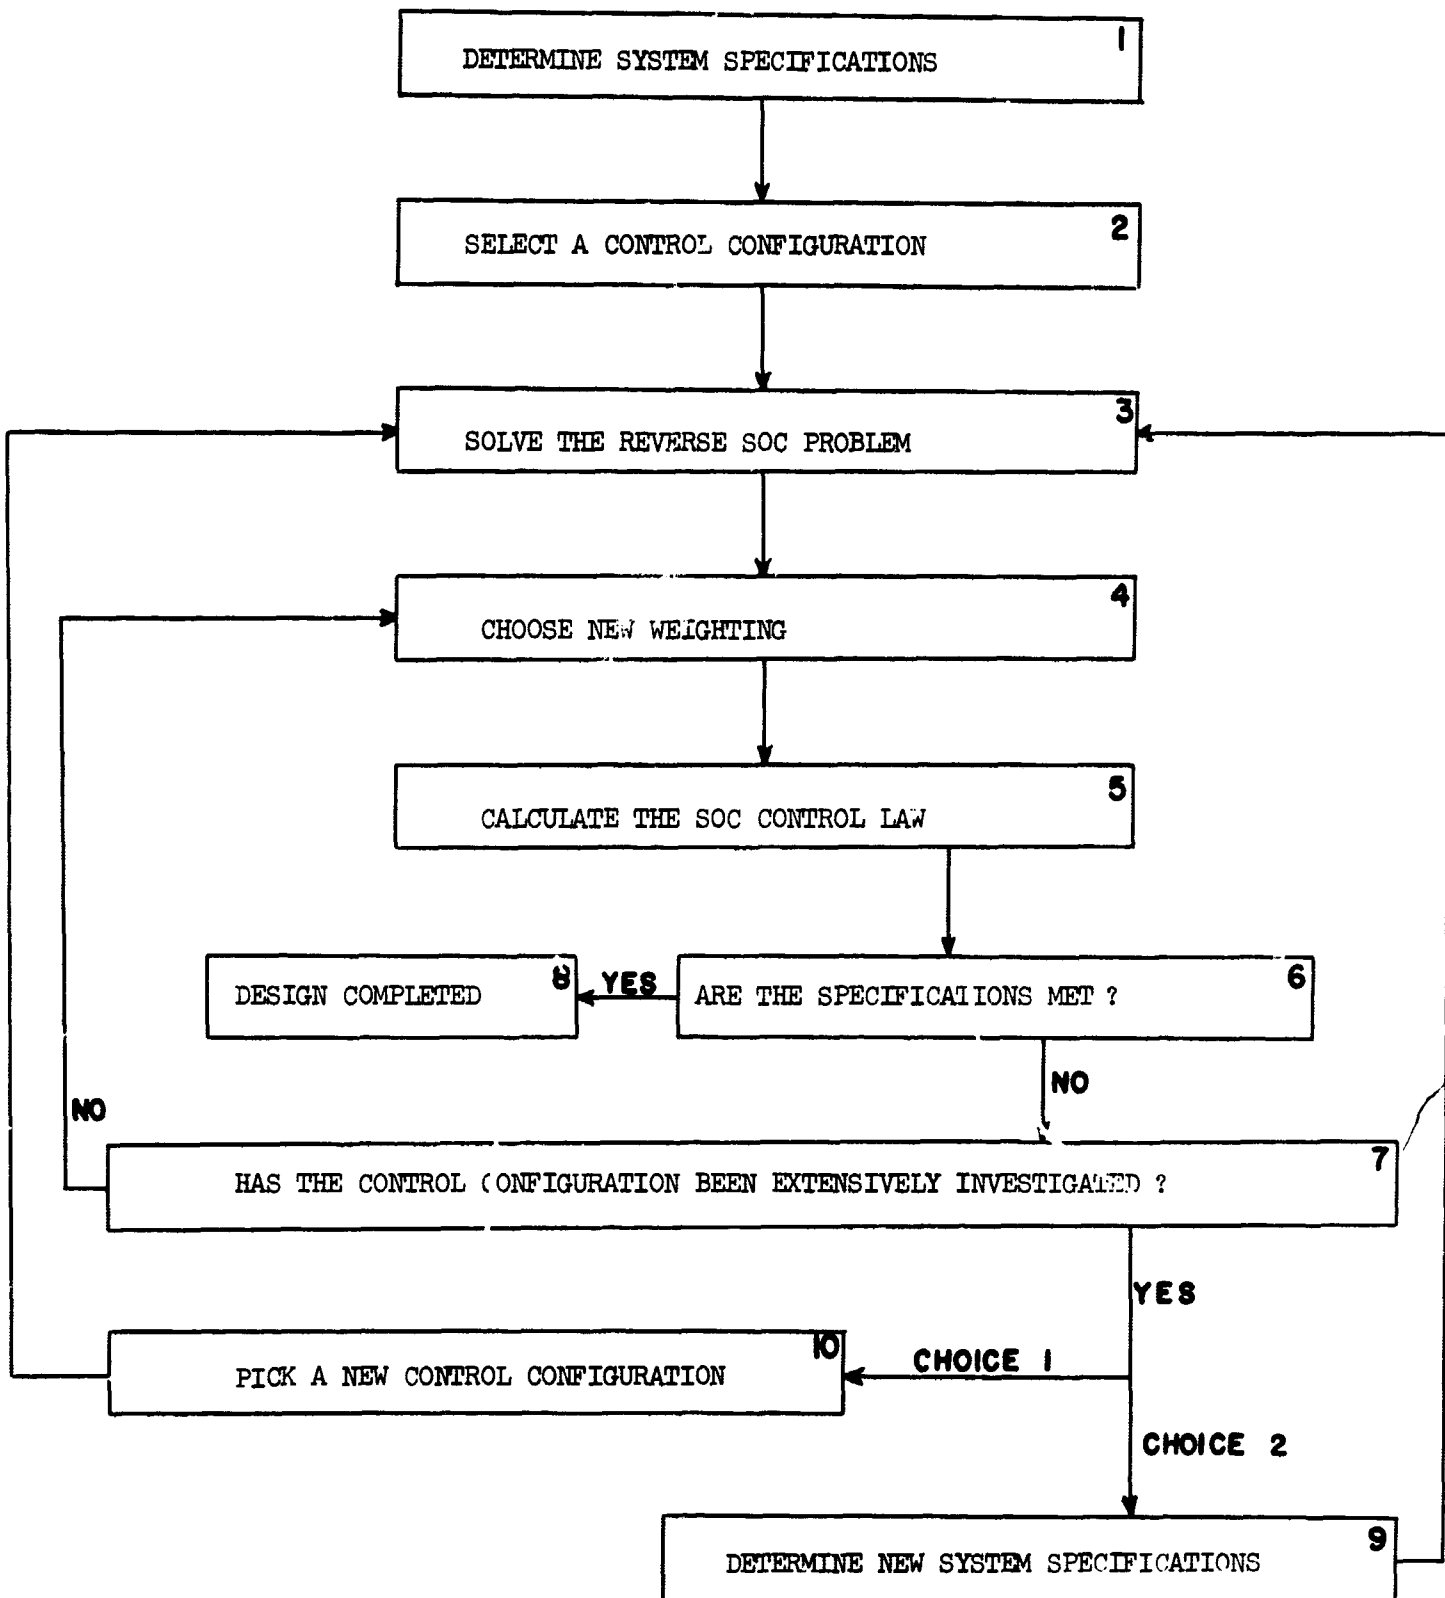 1
DETERMINE SYSTEM SPECIFICATIONS
2
SELECT A CONTROL CONFIGURATION
3
SOLVE THE REVERSE SOC PROBLEM
4
CHOOSE NEW WEIGHTING
5
CALCULATE THE SOC CONTROL LAW
8
DESIGN COMPLETED
YES
6
ARE THE SPECIFICATIONS MET ?
NO
NO
7
HAS THE CONTROL CONFIGURATION BEEN EXTENSIVELY INVESTIGATED ?
YES
10
PICK A NEW CONTROL CONFIGURATION
CHOICE 1
CHOICE 2
9
DETERMINE NEW SYSTEM SPECIFICATIONS